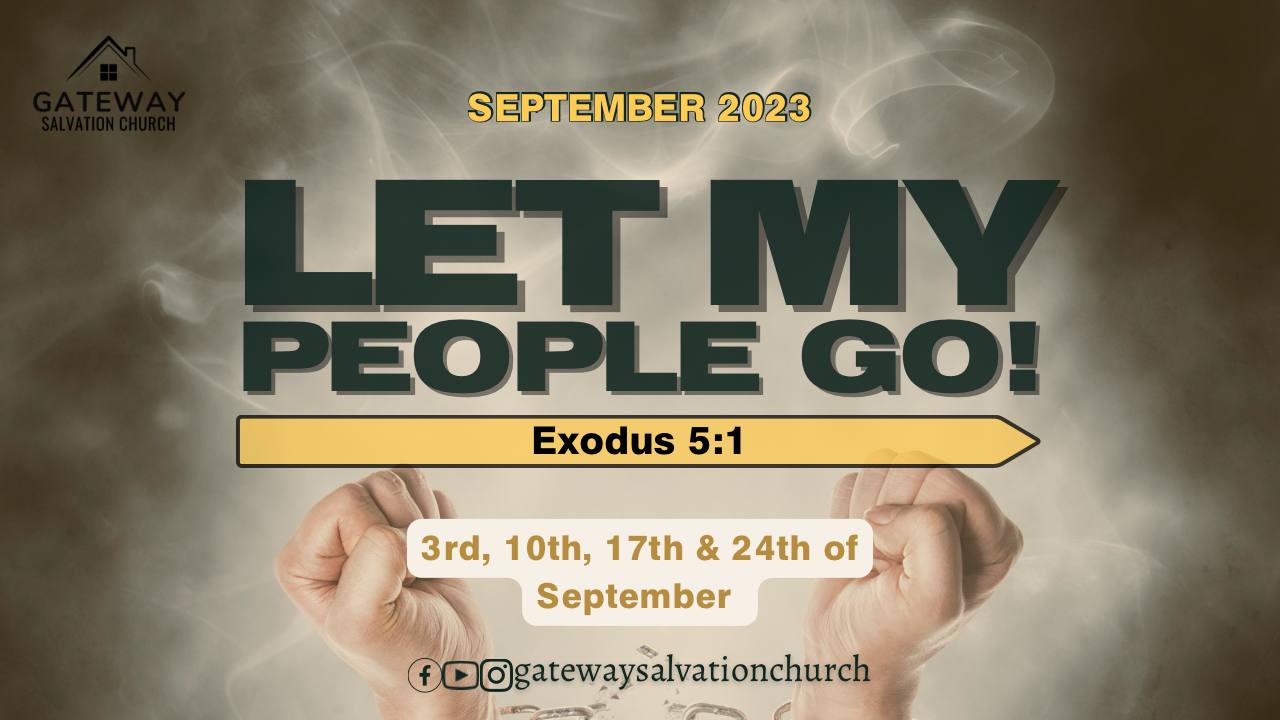 GATEWAY
SALVATION CHURCH
SEPTEMBER 2023
LET MY
PEOPLE GO!
Exodus 5:1
3rd, 10th, 17th & 24th of
September
gatewaysalvationchurch